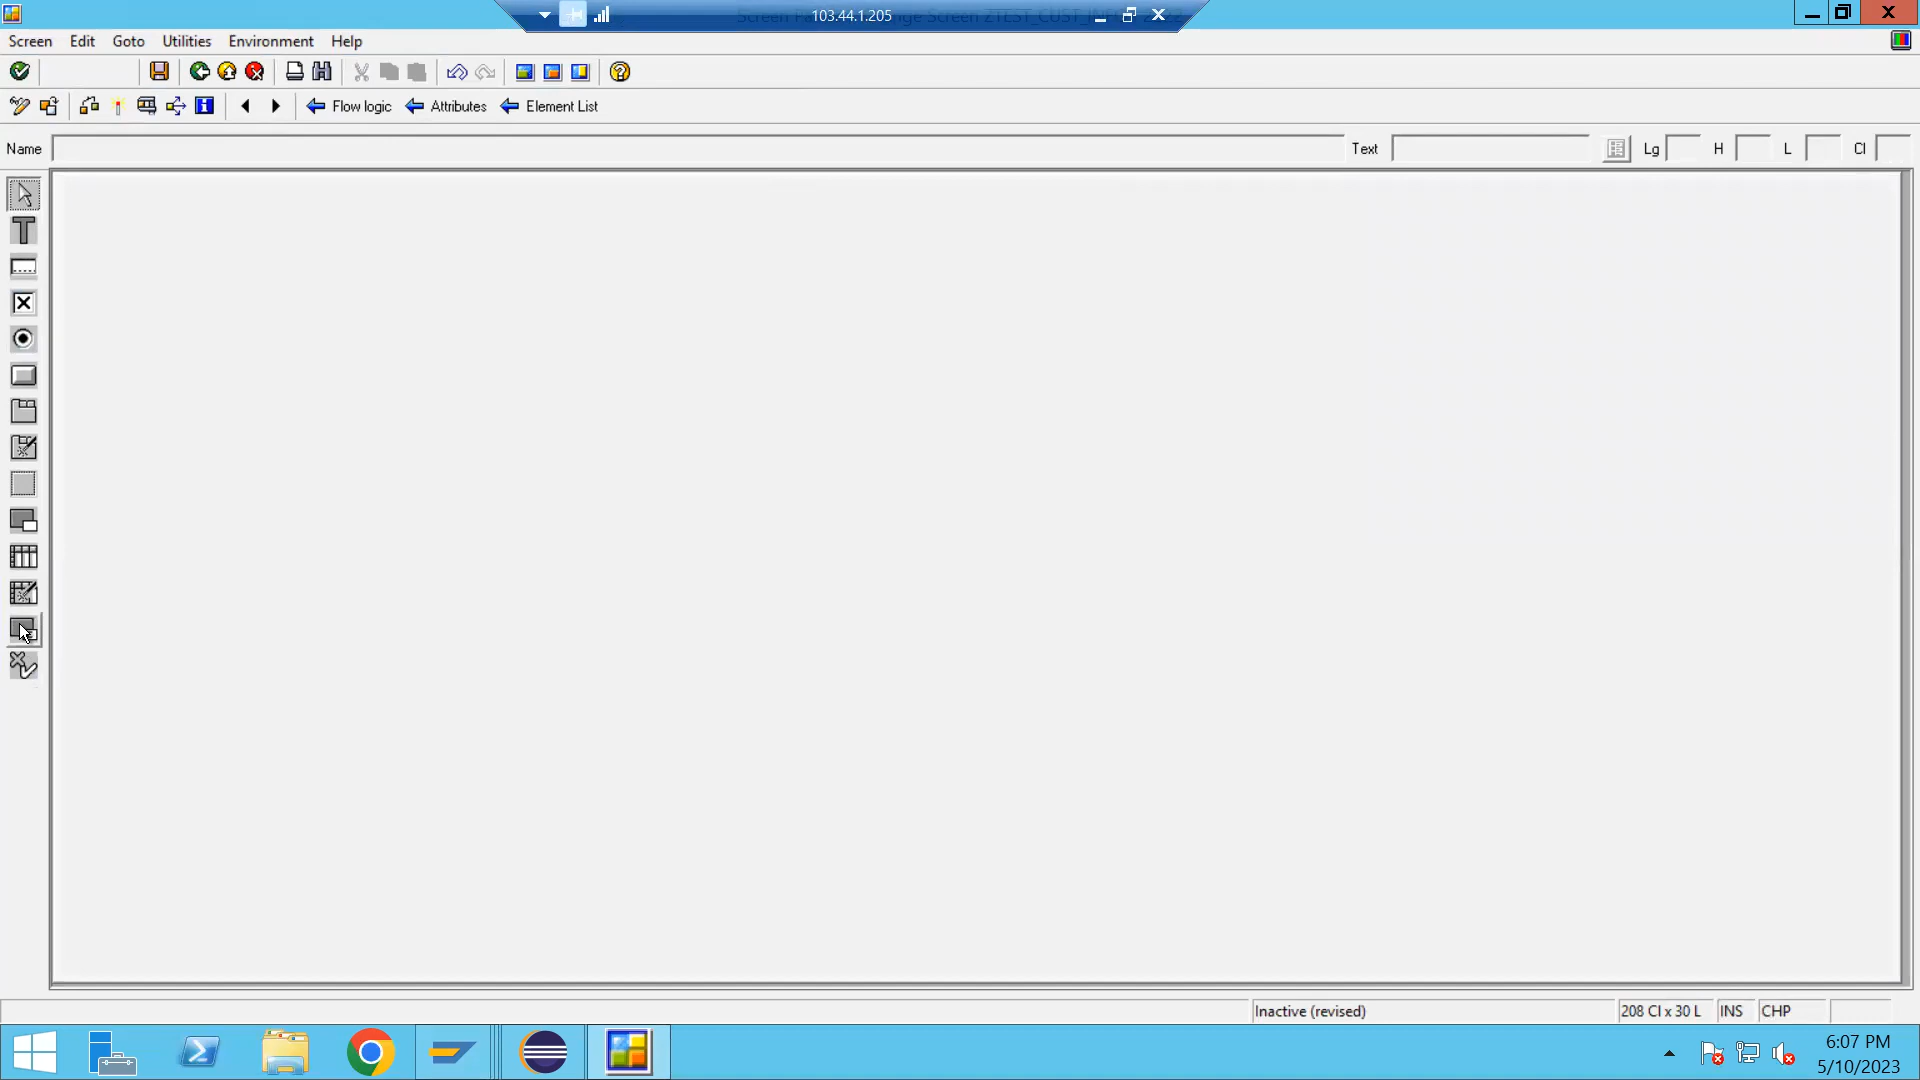 103.44.1.205
Screen Edit Goto Utilities Environment Help
Flow logic Attributes Element List
Name Text Lg H L Cl
Inactive (revised) 208 Cl x 30 L INS CHP
6:07 PM
5/10/2023